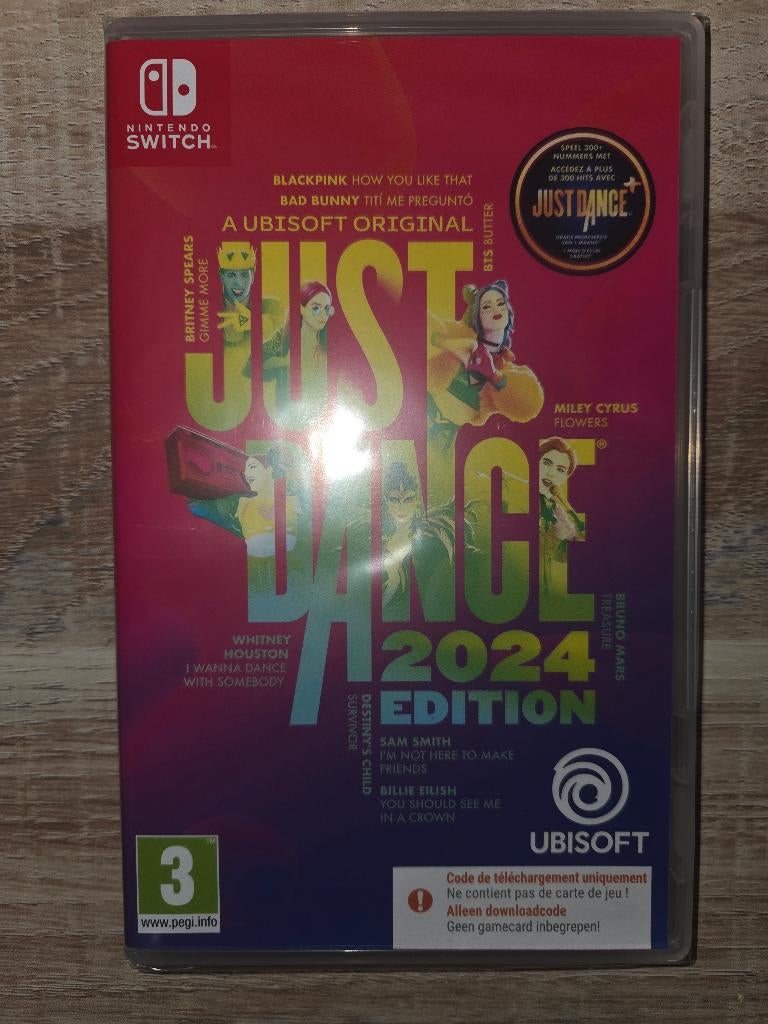 NINTENDO
SWITCH
SPEEL 300+
NUMMERS MET
ACCÉDEZ À PLUS
DE 300 HITS AVEC
JUST DANCE+
BLACKPINK HOW YOU LIKE THAT
BAD BUNNY TITÍ ME PREGUNTÓ
A UBISOFT ORIGINAL
BTS BUTTER
BRITNEY SPEARS
GIMME MORE
JUST
MILEY CYRUS
FLOWERS
DANCE®
BRUNO MARS
TREASURE
WHITNEY
HOUSTON
I WANNA DANCE
WITH SOMEBODY
2024
EDITION
DESTINY'S CHILD
SURVIVOR
SAM SMITH
I'M NOT HERE TO MAKE
FRIENDS
BILLIE EILISH
YOU SHOULD SEE ME
IN A CROWN
UBISOFT
3
www.pegi.info
Code de téléchargement uniquement
Ne contient pas de carte de jeu !
Alleen downloadcode
Geen gamecard inbegrepen!